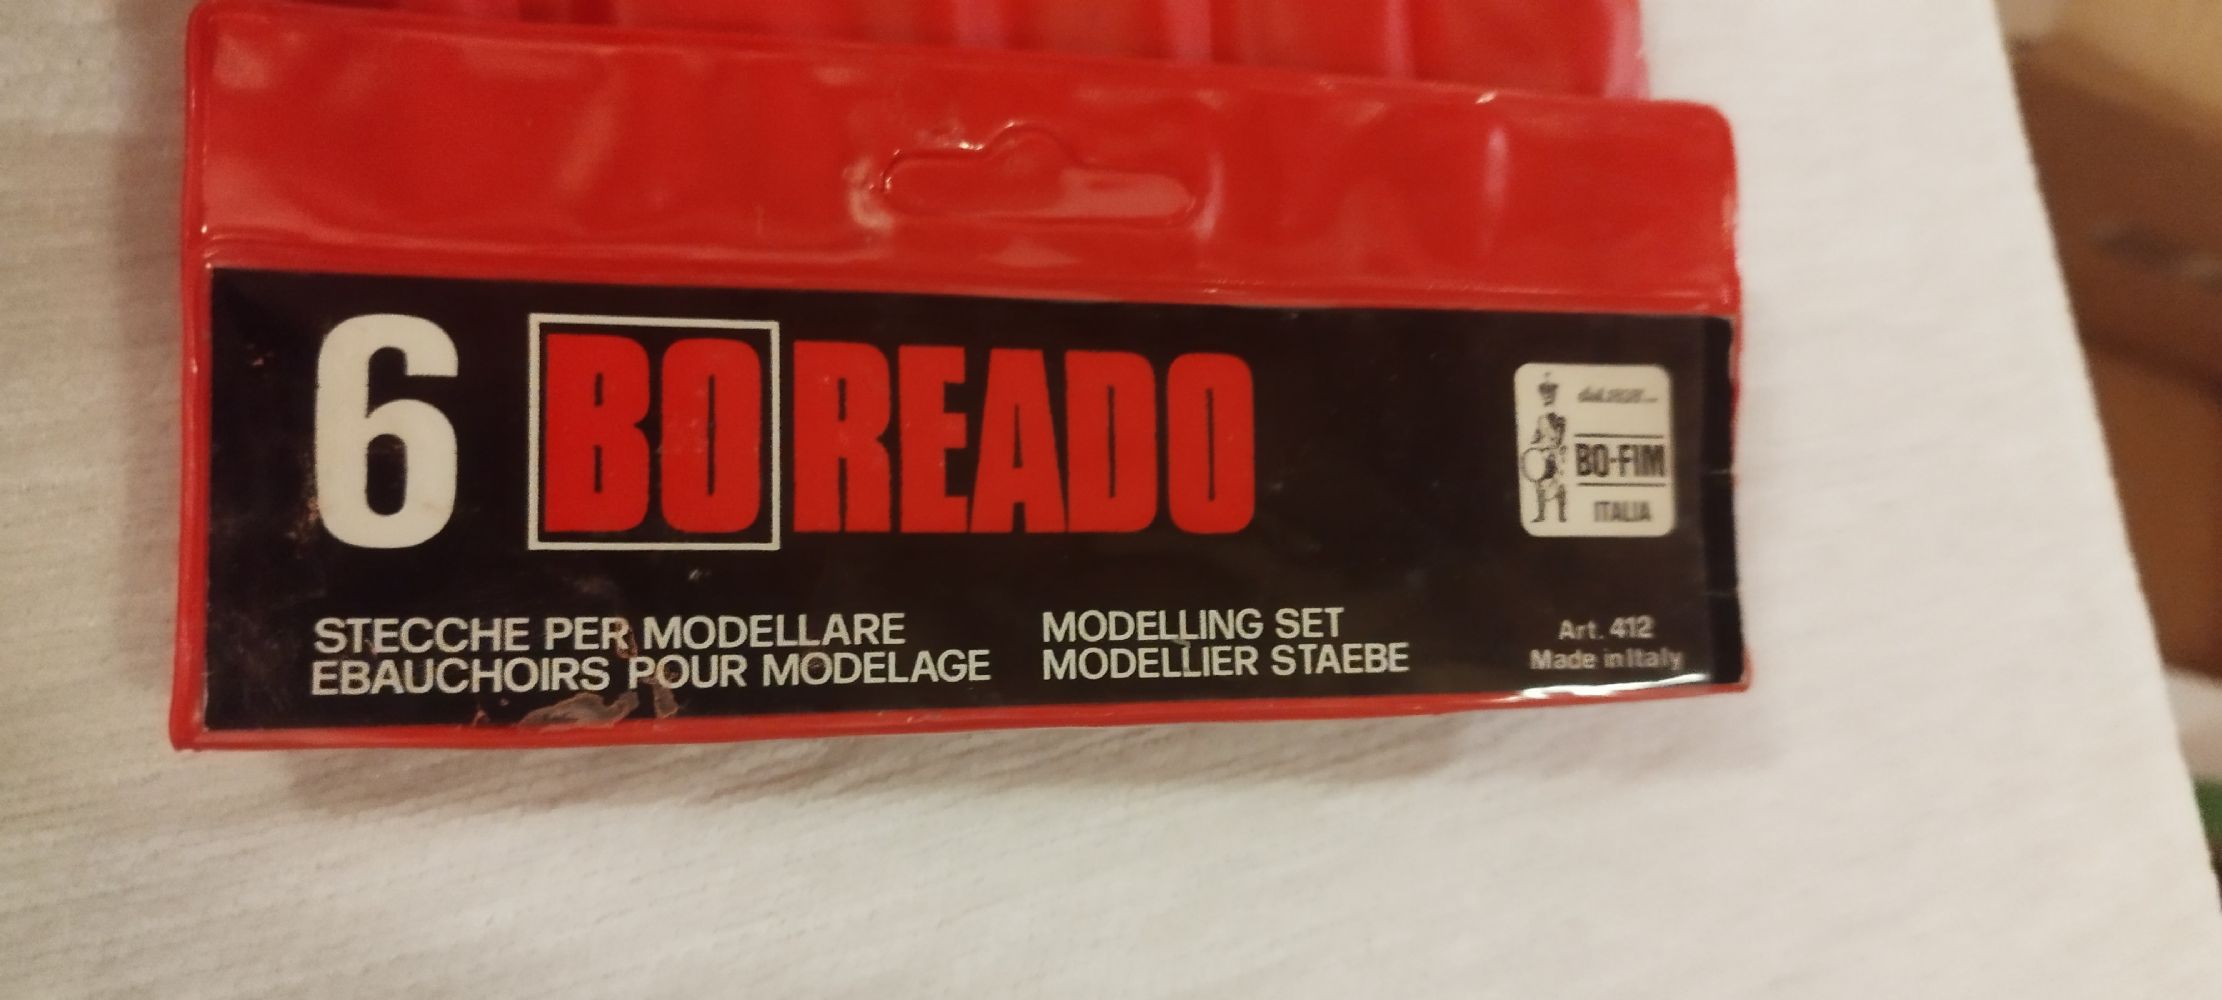 6 BOREADO
STECCHE PER MODELLARE
EBAUCHOIRS POUR MODELAGE
MODELLING SET
MODELLIER STAEBE
BO-FIM
ITALIA
Art. 412
Made in Italy